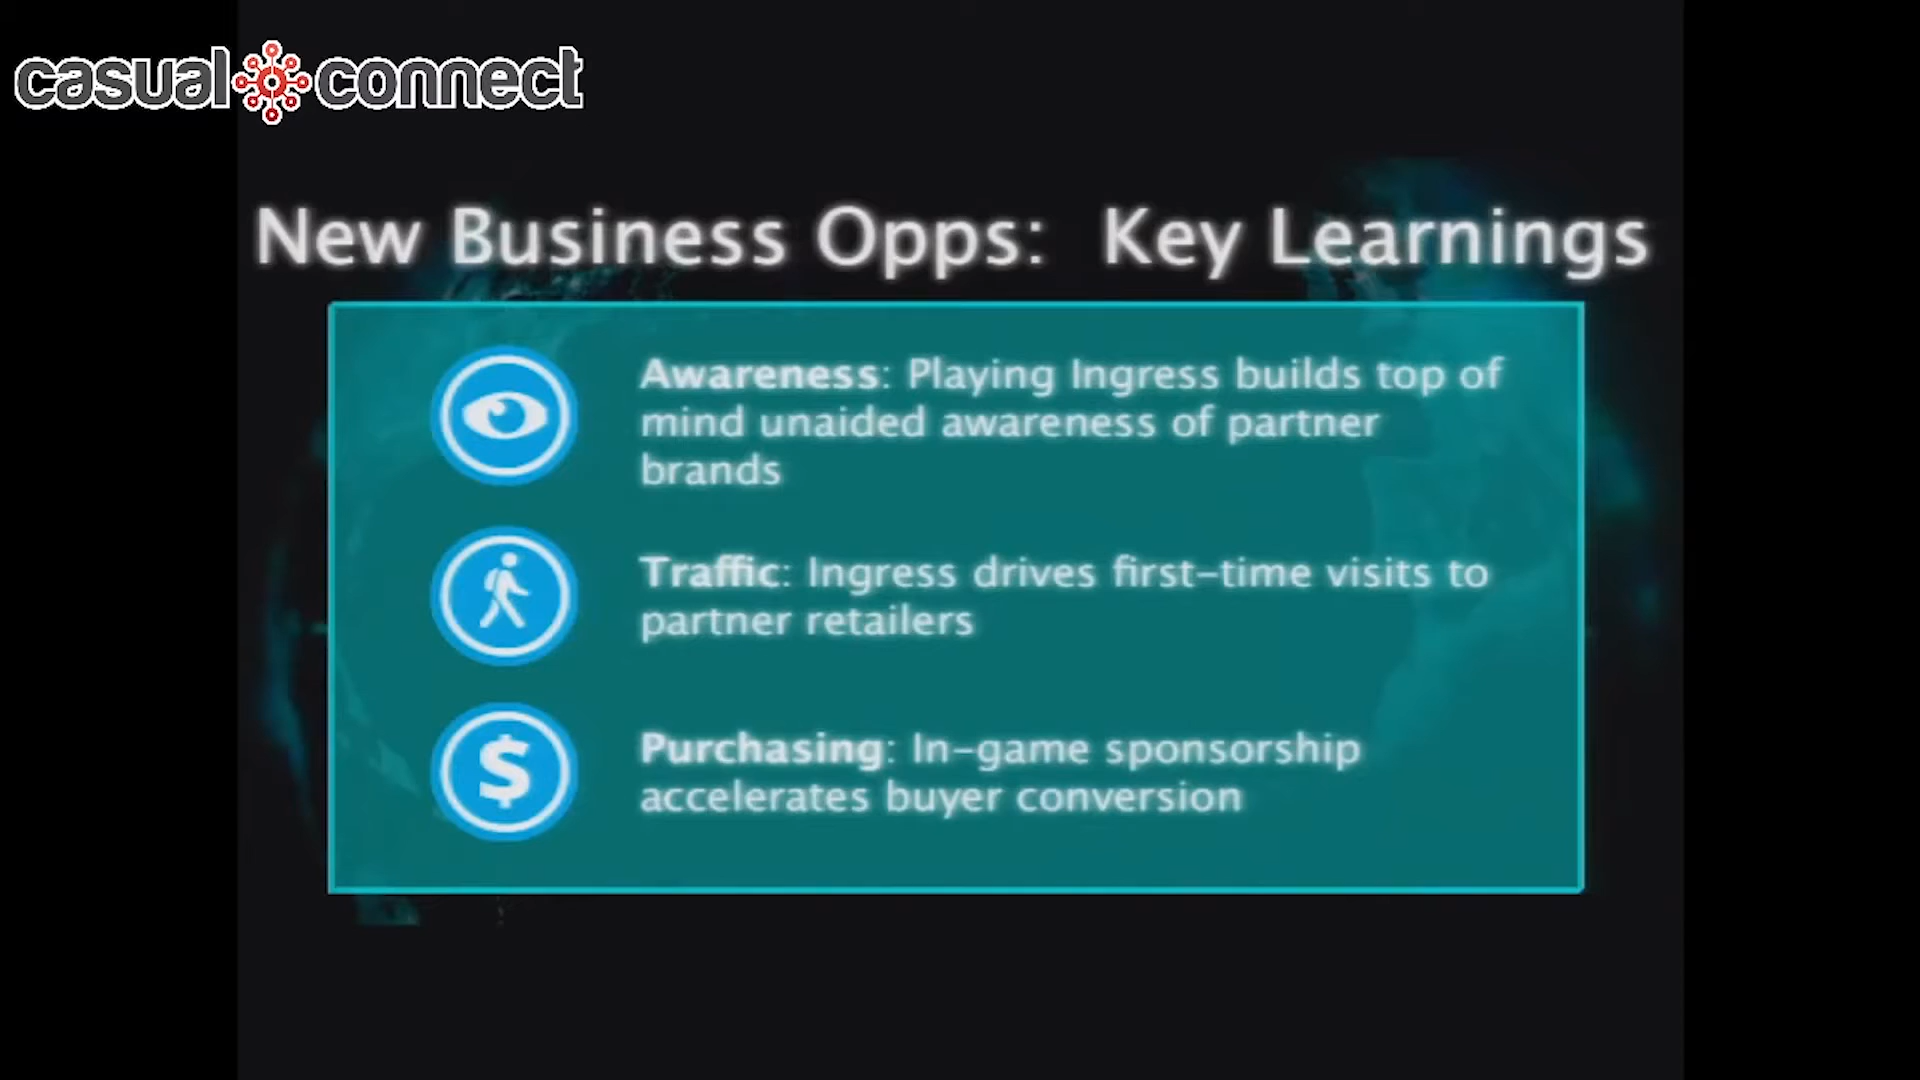 casual connect
New Business Opps: Key Learnings
Awareness: Playing Ingress builds top of
mind unaided awareness of partner
brands
Traffic: Ingress drives first-time visits to
partner retailers
$
Purchasing: In-game sponsorship
accelerates buyer conversion